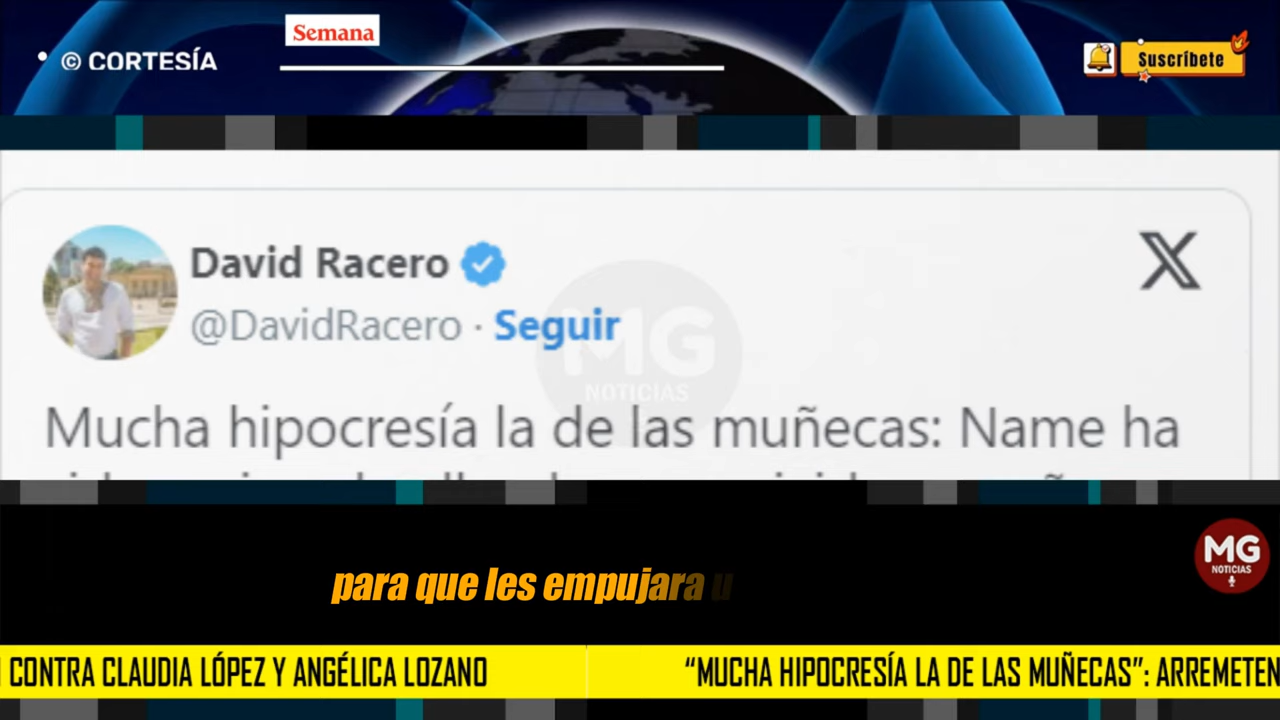 Semana
© CORTESÍA
Suscríbete
David Racero
@DavidRacero · Seguir
MG
NOTICIAS
Mucha hipocresía la de las muñecas: Name ha
para que les empujara u
MG
NOTICIAS
CONTRA CLAUDIA LÓPEZ Y ANGÉLICA LOZANO
“MUCHA HIPOCRESÍA LA DE LAS MUÑECAS”: ARREMETEN